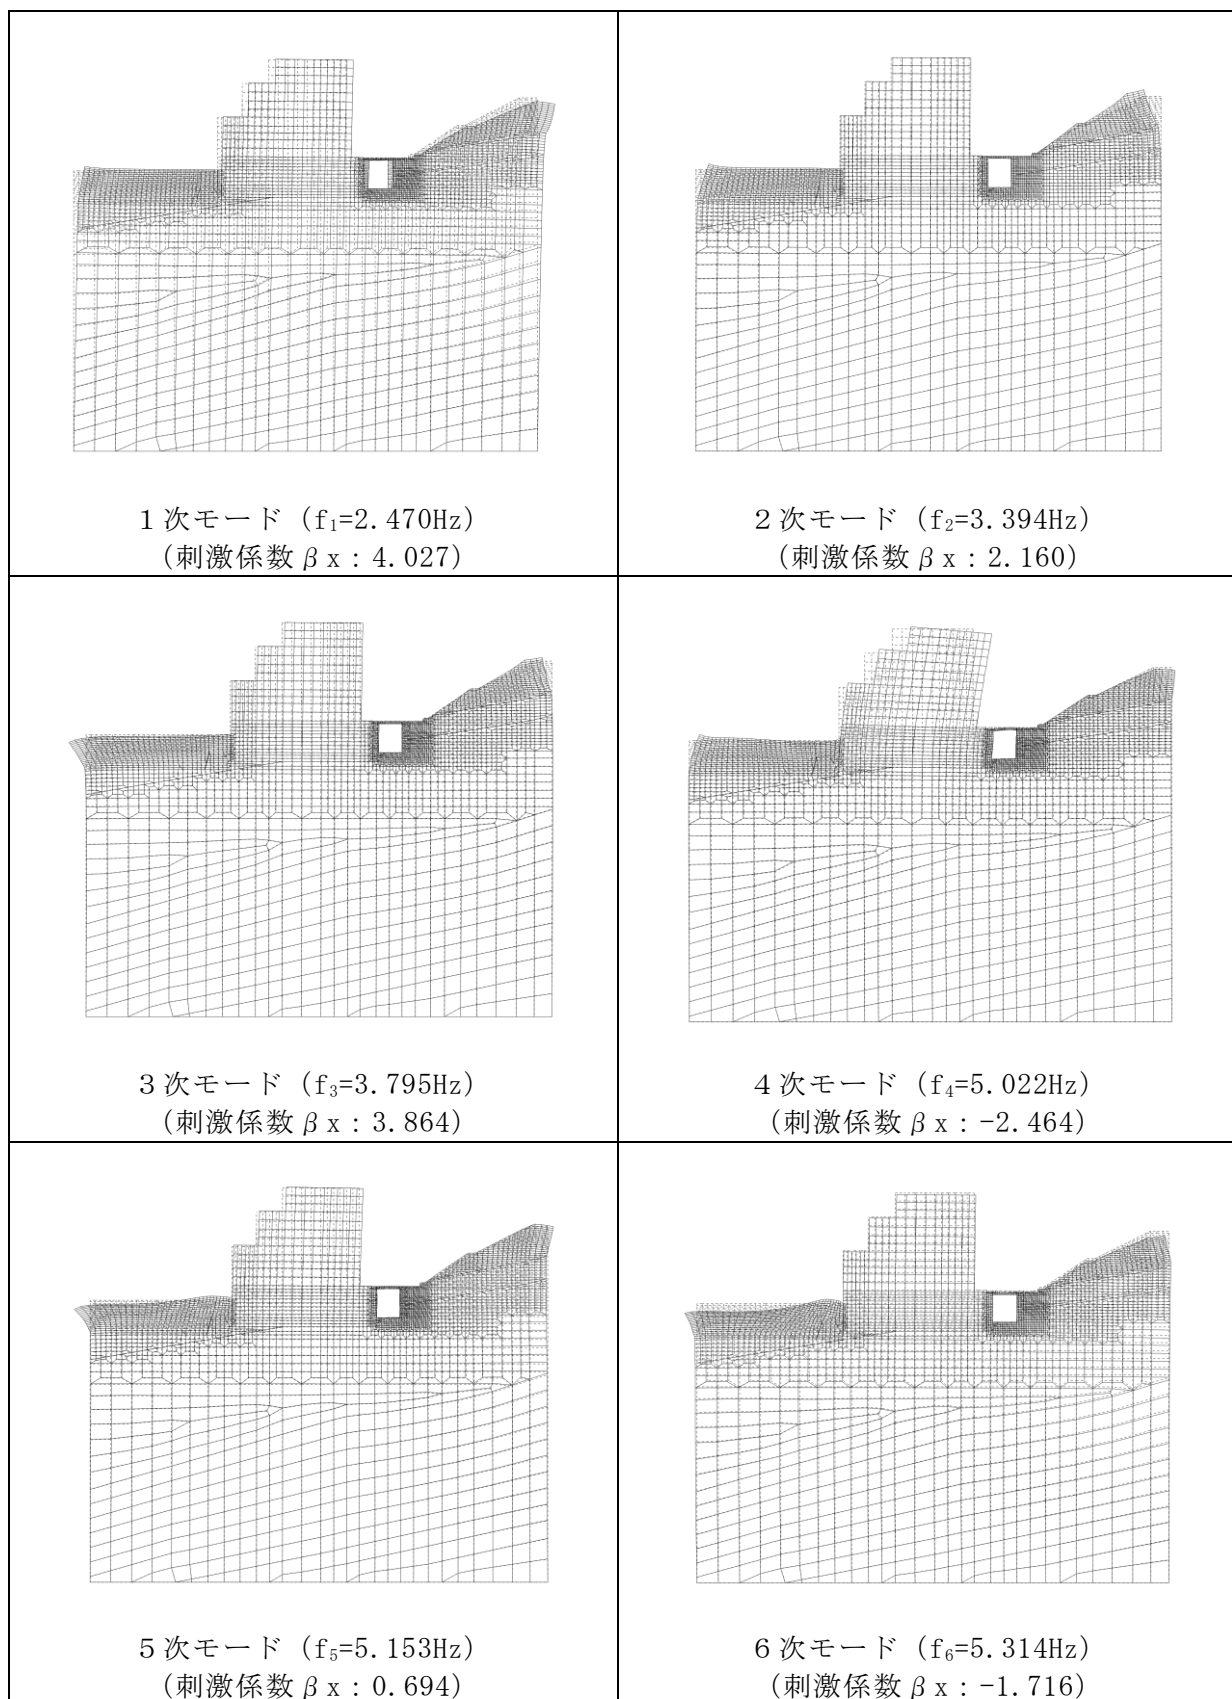 1次モード（f₁=2.470Hz）
（刺激係数βx：4.027）
2次モード（f₂=3.394Hz）
（刺激係数βx：2.160）
3次モード（f₃=3.795Hz）
（刺激係数βx：3.864）
4次モード（f₄=5.022Hz）
（刺激係数βx：-2.464）
5次モード（f₅=5.153Hz）
（刺激係数βx：0.694）
6次モード（f₆=5.314Hz）
（刺激係数βx：-1.716）